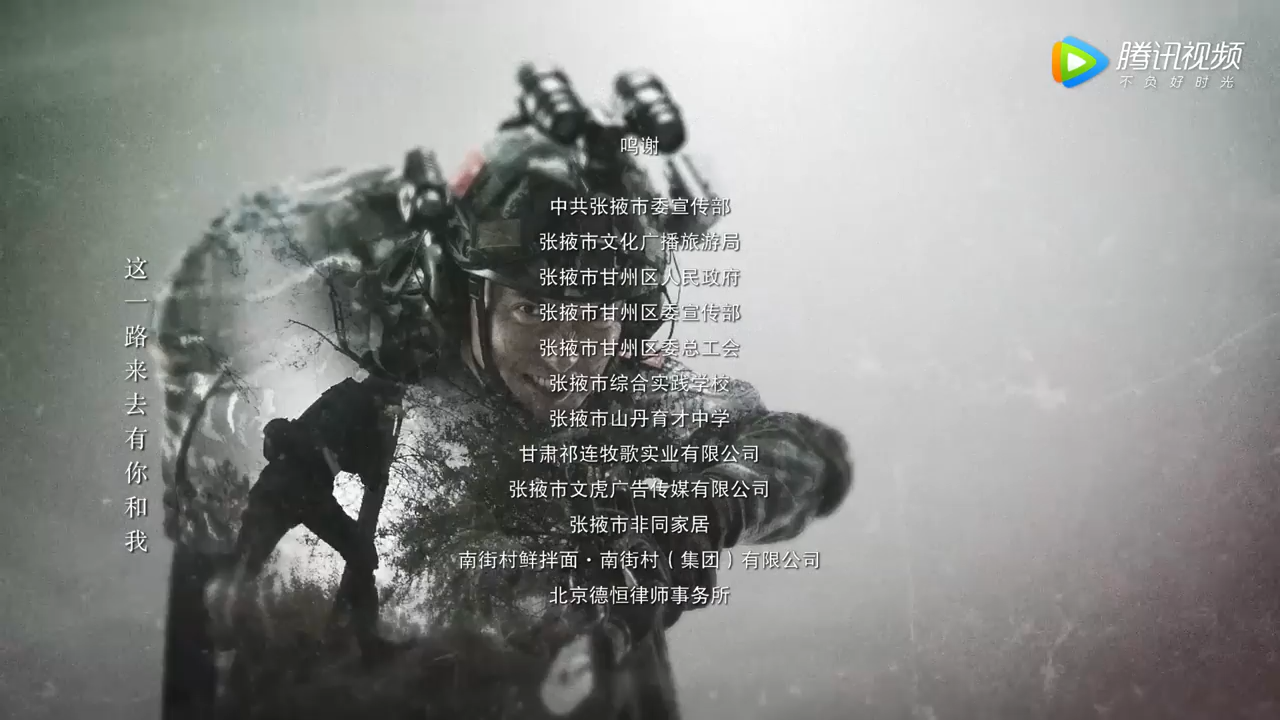 腾讯视频
不负好时光
鸣谢
中共张掖市委宣传部
张掖市文化广播旅游局
张掖市甘州区人民政府
张掖市甘州区委宣传部
张掖市甘州区委总工会
张掖市综合实践学校
张掖市山丹育才中学
甘肃祁连牧歌实业有限公司
张掖市文虎广告传媒有限公司
张掖市非同家居
南街村鲜拌面·南街村（集团）有限公司
北京德恒律师事务所
这一路来去有你和我